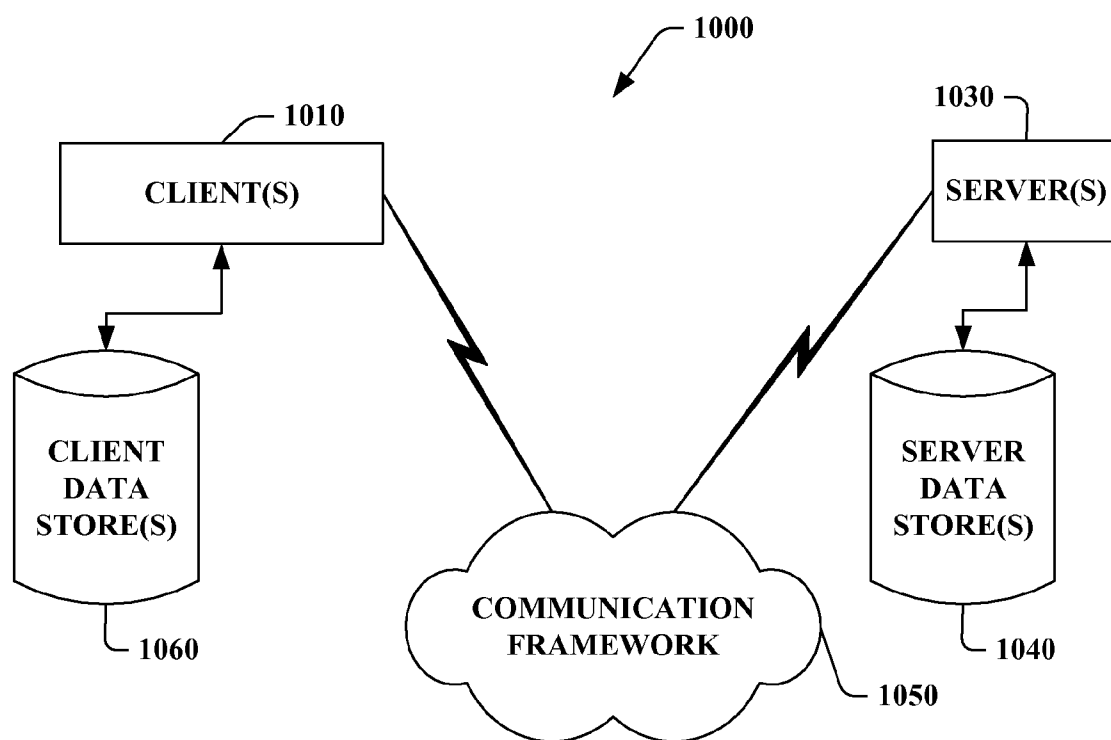 1000
1010
1030
CLIENT(S)
SERVER(S)
CLIENT
DATA
STORE(S)
SERVER
DATA
STORE(S)
COMMUNICATION
FRAMEWORK
1060
1040
1050